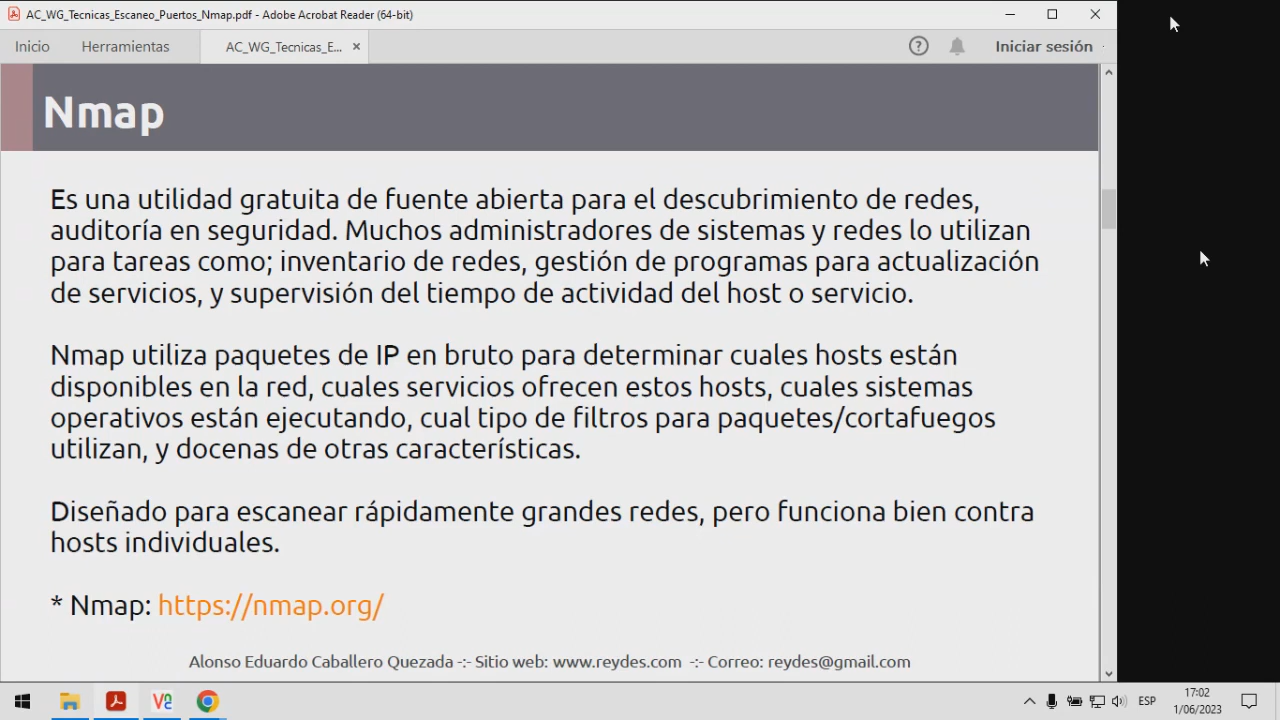 AC_WG_Tecnicas_Escaneo_Puertos_Nmap.pdf - Adobe Acrobat Reader (64-bit)
Inicio
Herramientas
AC_WG_Tecnicas_E...
Iniciar sesión
Nmap
Es una utilidad gratuita de fuente abierta para el descubrimiento de redes,
auditoría en seguridad. Muchos administradores de sistemas y redes lo utilizan
para tareas como; inventario de redes, gestión de programas para actualización
de servicios, y supervisión del tiempo de actividad del host o servicio.
Nmap utiliza paquetes de IP en bruto para determinar cuales hosts están
disponibles en la red, cuales servicios ofrecen estos hosts, cuales sistemas
operativos están ejecutando, cual tipo de filtros para paquetes/cortafuegos
utilizan, y docenas de otras características.
Diseñado para escanear rápidamente grandes redes, pero funciona bien contra
hosts individuales.
* Nmap: https://nmap.org/
Alonso Eduardo Caballero Quezada -:- Sitio web: www.reydes.com -:- Correo: reydes@gmail.com
ESP
17:02
1/06/2023